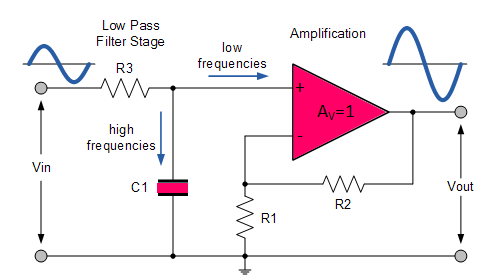 Low Pass
Filter Stage
Amplification
low
frequencies
R3
+
Av=1
high
frequencies
-
Vin
C1
R2
Vout
R1